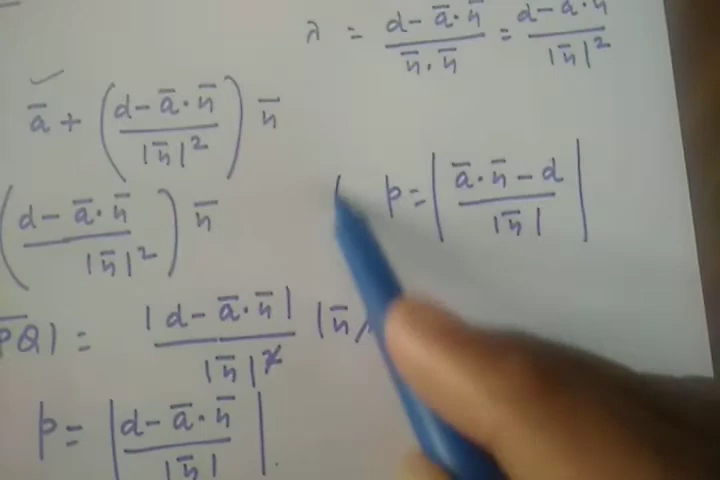 λ = (d - a̅ · n̅) / (n̅ · n̅) = (d - a̅ · n̅) / |n̅|²
✓
a̅ + ((d - a̅ · n̅) / |n̅|²) n̅
p = |(a̅ · n̅ - d) / |n̅||
((d - a̅ · n̅) / |n̅|²) n̅
PQ| = (|d - a̅ · n̅| / |n̅|²) |n̅|
p = |(d - a̅ · n̅) / |n̅||.